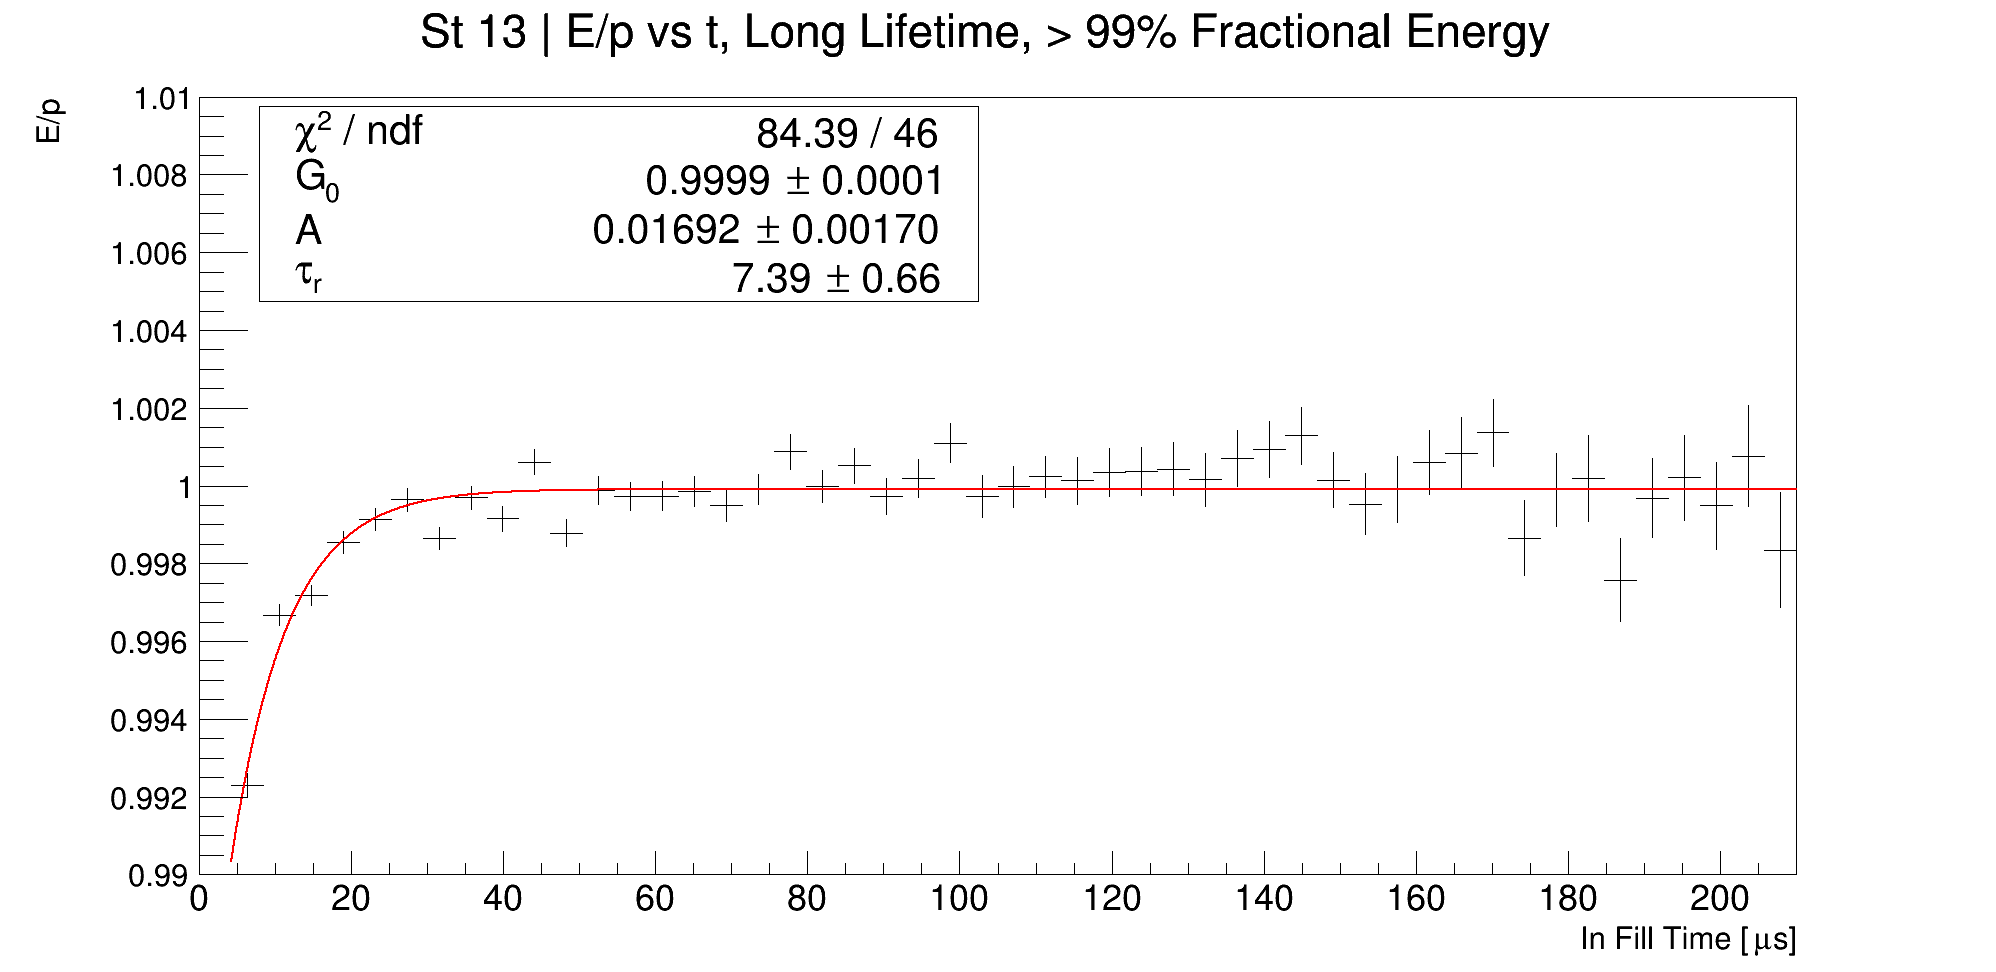 St 13 | E/p vs t, Long Lifetime, > 99% Fractional Energy
E/p
χ² / ndf 84.39 / 46
G₀ 0.9999 ± 0.0001
A 0.01692 ± 0.00170
τᵣ 7.39 ± 0.66
1.01
1.008
1.006
1.004
1.002
1
0.998
0.996
0.994
0.992
0.99
0 20 40 60 80 100 120 140 160 180 200
In Fill Time [μs]